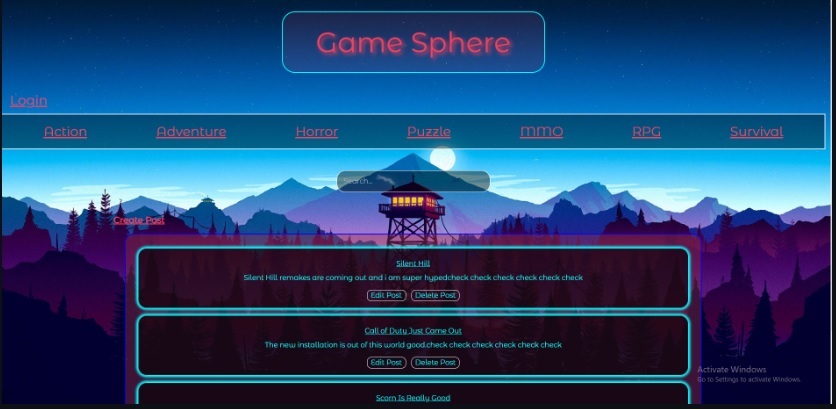 Game Sphere
Login
Action Adventure Horror Puzzle MMO RPG Survival
Search...
Create Post
Silent Hill
Silent Hill remakes are coming out and i am super hypedcheck check check check check check
Edit Post Delete Post
Call of Duty Just Came Out
The new installation is out of this world good.check check check check check check
Edit Post Delete Post
Scorn Is Really Good
Activate Windows
Go to Settings to activate Windows.